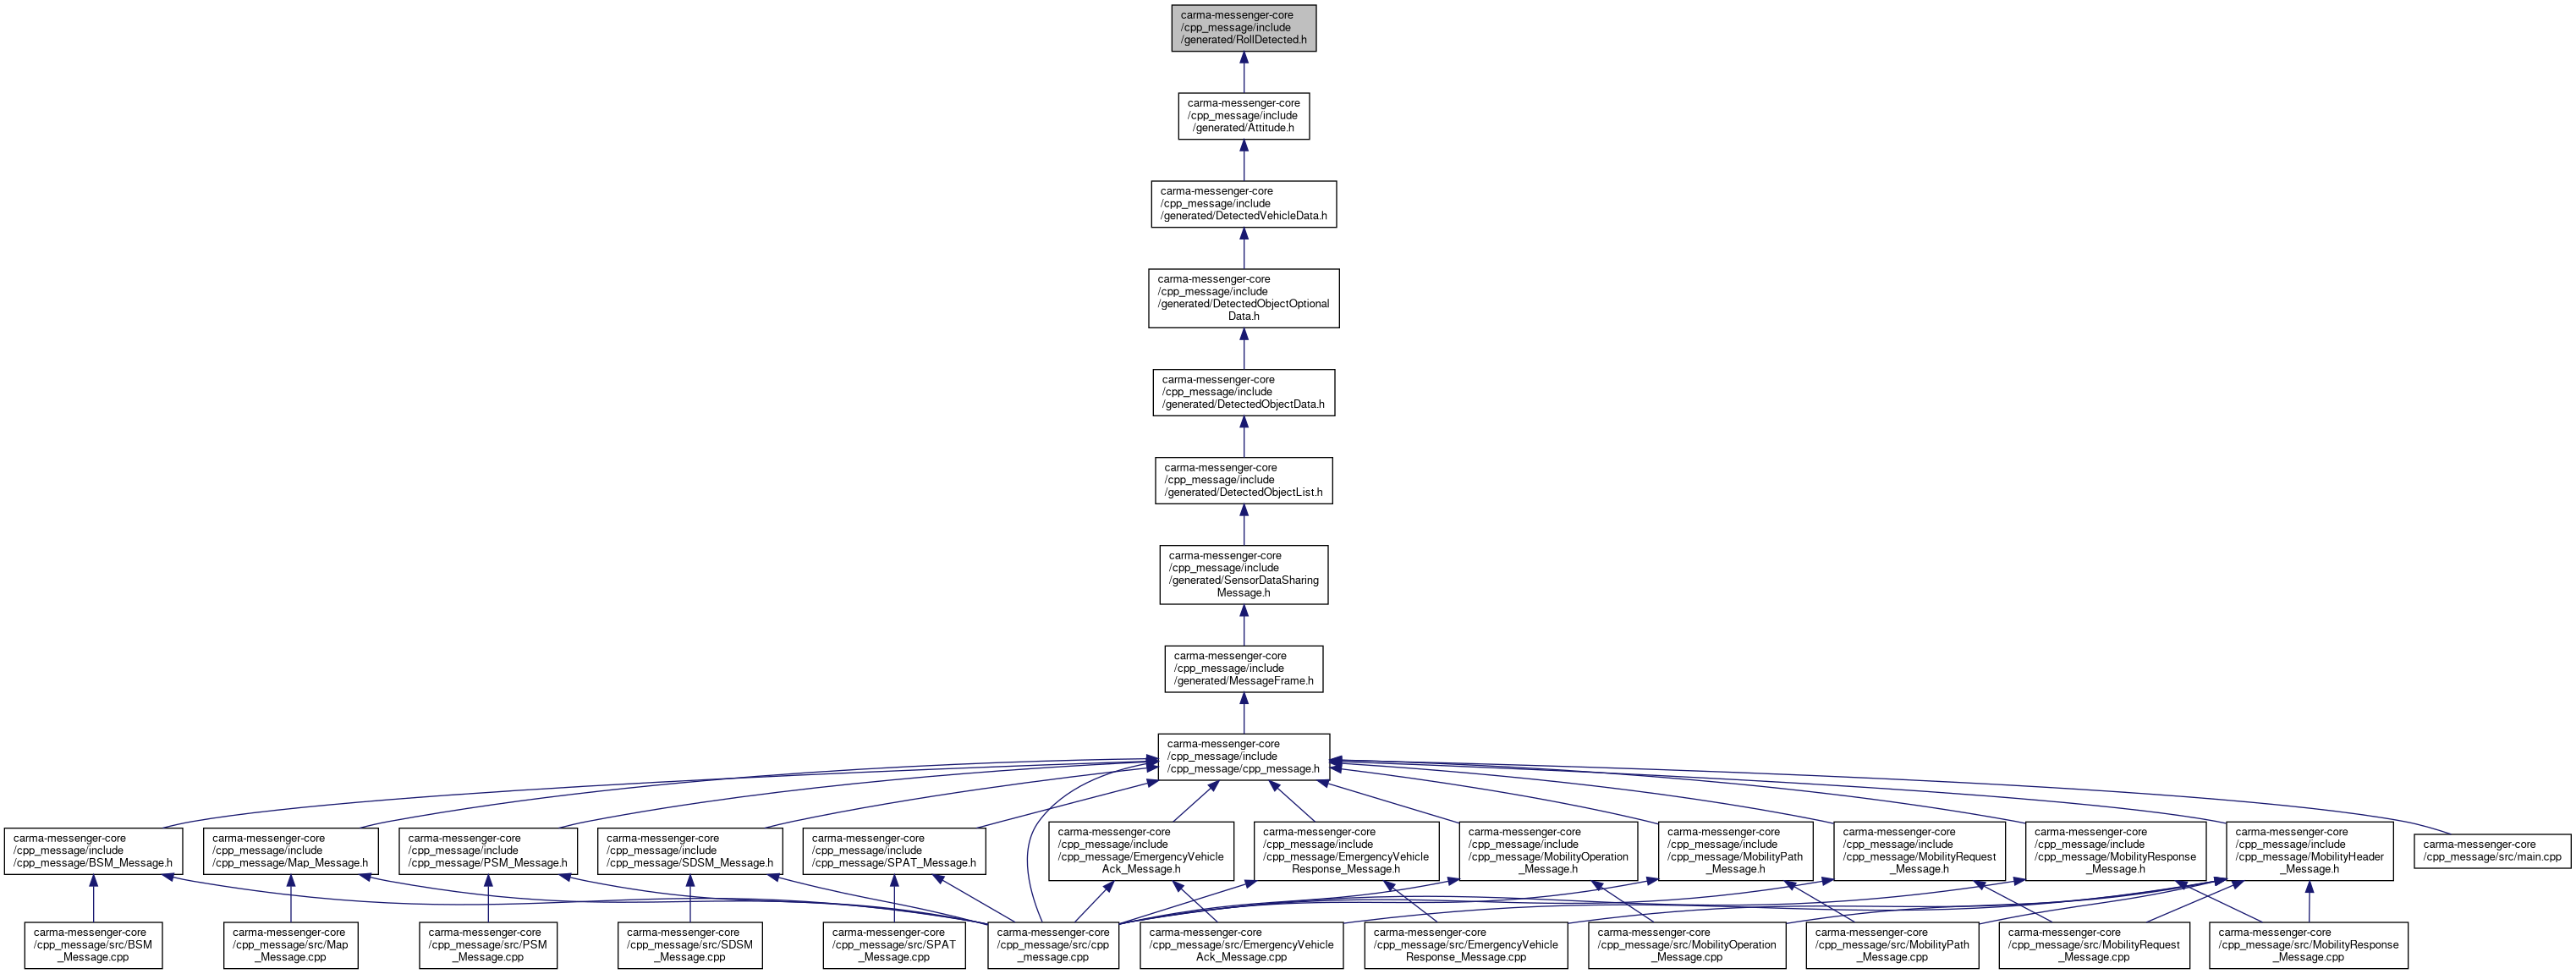 carma-messenger-core
/cpp_message/include
/generated/RollDetected.h
carma-messenger-core
/cpp_message/include
/generated/Attitude.h
carma-messenger-core
/cpp_message/include
/generated/DetectedVehicleData.h
carma-messenger-core
/cpp_message/include
/generated/DetectedObjectOptional
Data.h
carma-messenger-core
/cpp_message/include
/generated/DetectedObjectData.h
carma-messenger-core
/cpp_message/include
/generated/DetectedObjectList.h
carma-messenger-core
/cpp_message/include
/generated/SensorDataSharing
Message.h
carma-messenger-core
/cpp_message/include
/generated/MessageFrame.h
carma-messenger-core
/cpp_message/include
/cpp_message/cpp_message.h
carma-messenger-core
/cpp_message/include
/cpp_message/BSM_Message.h
carma-messenger-core
/cpp_message/include
/cpp_message/Map_Message.h
carma-messenger-core
/cpp_message/include
/cpp_message/PSM_Message.h
carma-messenger-core
/cpp_message/include
/cpp_message/SDSM_Message.h
carma-messenger-core
/cpp_message/include
/cpp_message/SPAT_Message.h
carma-messenger-core
/cpp_message/include
/cpp_message/EmergencyVehicle
Ack_Message.h
carma-messenger-core
/cpp_message/include
/cpp_message/EmergencyVehicle
Response_Message.h
carma-messenger-core
/cpp_message/include
/cpp_message/MobilityOperation
_Message.h
carma-messenger-core
/cpp_message/include
/cpp_message/MobilityPath
_Message.h
carma-messenger-core
/cpp_message/include
/cpp_message/MobilityRequest
_Message.h
carma-messenger-core
/cpp_message/include
/cpp_message/MobilityResponse
_Message.h
carma-messenger-core
/cpp_message/include
/cpp_message/MobilityHeader
_Message.h
carma-messenger-core
/cpp_message/src/main.cpp
carma-messenger-core
/cpp_message/src/BSM
_Message.cpp
carma-messenger-core
/cpp_message/src/Map
_Message.cpp
carma-messenger-core
/cpp_message/src/PSM
_Message.cpp
carma-messenger-core
/cpp_message/src/SDSM
_Message.cpp
carma-messenger-core
/cpp_message/src/SPAT
_Message.cpp
carma-messenger-core
/cpp_message/src/cpp
_message.cpp
carma-messenger-core
/cpp_message/src/EmergencyVehicle
Ack_Message.cpp
carma-messenger-core
/cpp_message/src/EmergencyVehicle
Response_Message.cpp
carma-messenger-core
/cpp_message/src/MobilityOperation
_Message.cpp
carma-messenger-core
/cpp_message/src/MobilityPath
_Message.cpp
carma-messenger-core
/cpp_message/src/MobilityRequest
_Message.cpp
carma-messenger-core
/cpp_message/src/MobilityResponse
_Message.cpp